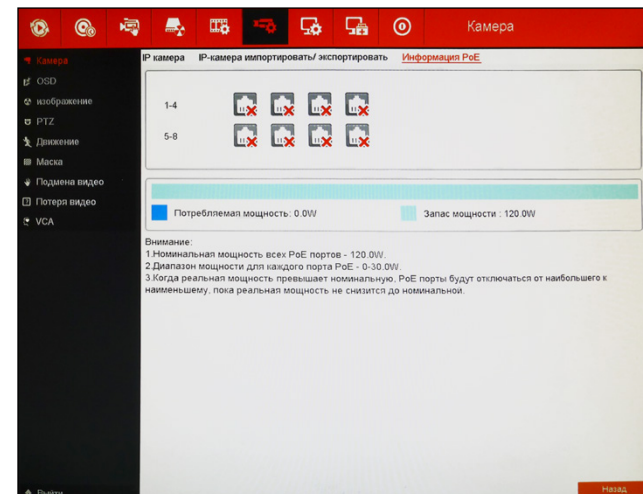 Камера
Камера
IP камера IP-камера импортировать/ экспортировать Информация PoE
OSD
изображение
PTZ
Движение
Маска
Подмена видео
Потеря видео
VCA
1-4
5-8
Потребляемая мощность: 0.0W
Запас мощности : 120.0W
Внимание:
1.Номинальная мощность всех PoE портов - 120.0W.
2.Диапазон мощности для каждого порта PoE - 0-30.0W.
3.Когда реальная мощность превышает номинальную, PoE порты будут отключаться от наибольшего к
наименьшему, пока реальная мощность не снизится до номинальной.
Выйти
Назад